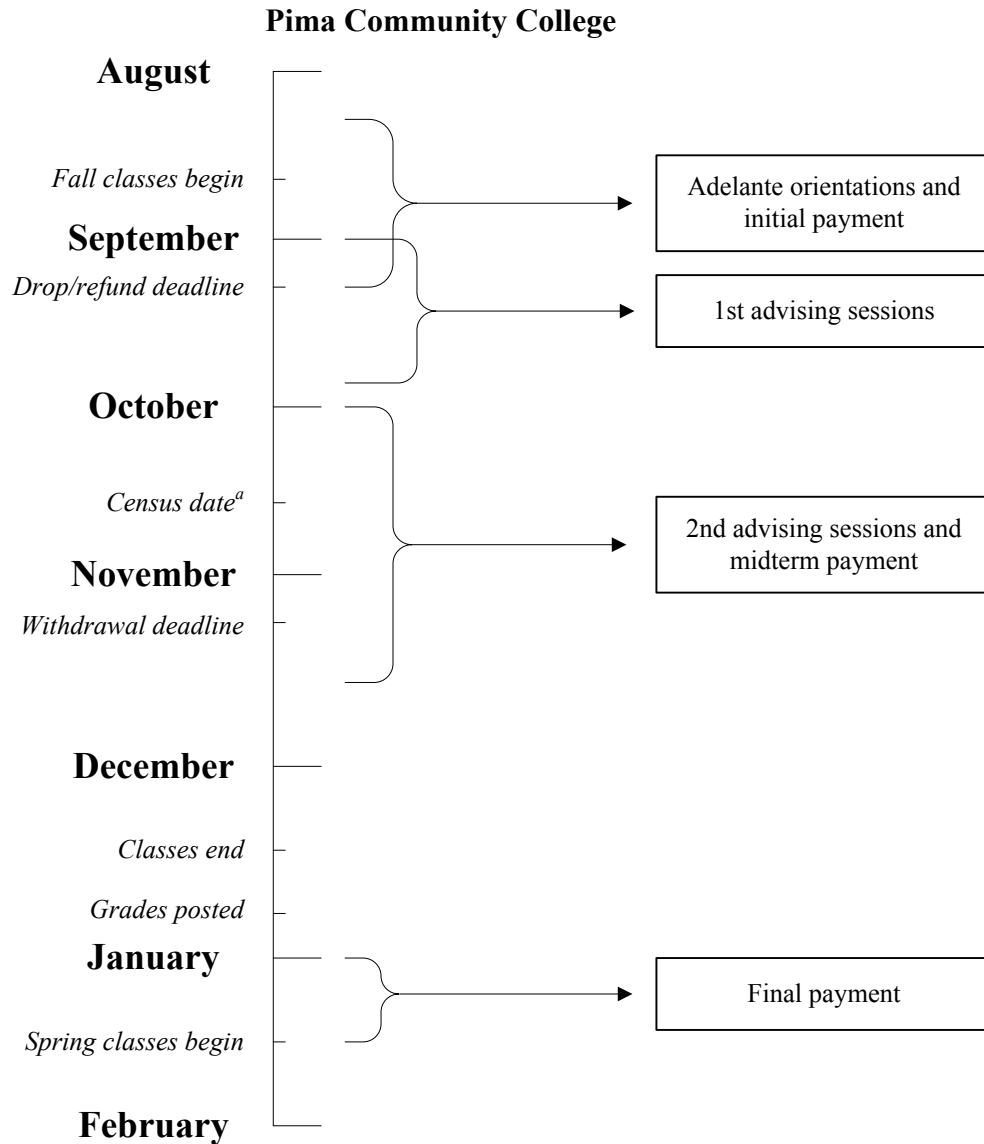 Pima Community College
August
Fall classes begin
Adelante orientations and
initial payment
September
Drop/refund deadline
1st advising sessions
October
Census dateᵃ
2nd advising sessions and
midterm payment
November
Withdrawal deadline
December
Classes end
Grades posted
January
Final payment
Spring classes begin
February